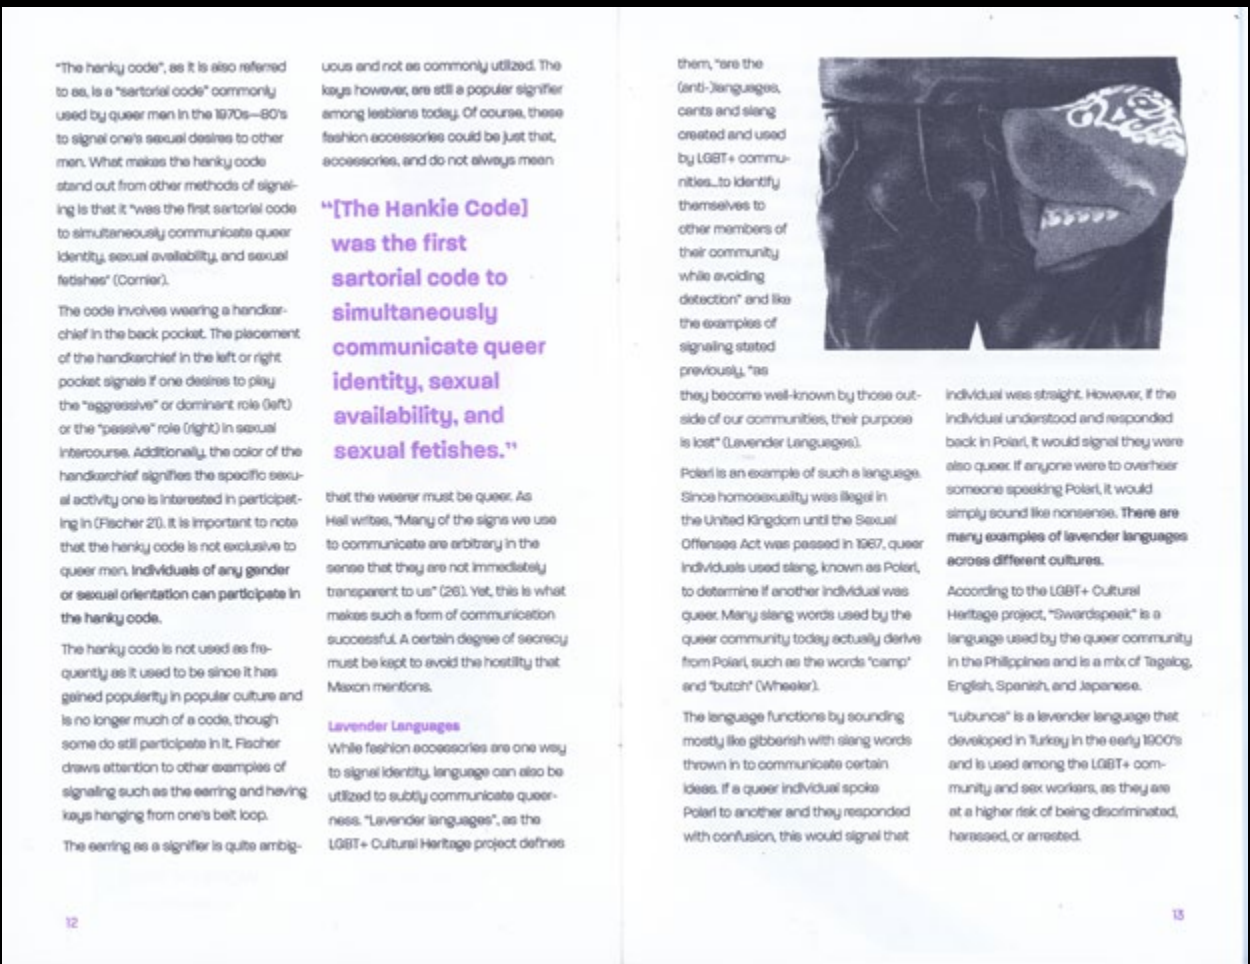 "The hanky code", as it is also referred
to as, is a "sartorial code" commonly
used by queer men in the 1970s—80's
to signal one's sexual desires to other
men. What makes the hanky code
stand out from other methods of signal-
ing is that it "was the first sartorial code
to simultaneously communicate queer
identity, sexual availability, and sexual
fetishes" (Cornier).
The code involves wearing a handker-
chief in the back pocket. The placement
of the handkerchief in the left or right
pocket signals if one desires to play
the "aggressive" or dominant role (left)
or the "passive" role (right) in sexual
intercourse. Additionally, the color of the
handkerchief signifies the specific sexu-
al activity one is interested in participat-
ing in (Fischer 21). It is important to note
that the hanky code is not exclusive to
queer men. Individuals of any gender
or sexual orientation can participate in
the hanky code.
The hanky code is not used as fre-
quently as it used to be since it has
gained popularity in popular culture and
is no longer much of a code, though
some do still participate in it. Fischer
draws attention to other examples of
signaling such as the earring and having
keys hanging from one's belt loop.
The earring as a signifier is quite ambig-
uous and not as commonly utilized. The
keys however, are still a popular signifier
among lesbians today. Of course, these
fashion accessories could be just that,
accessories, and do not always mean
"[The Hankie Code]
was the first
sartorial code to
simultaneously
communicate queer
identity, sexual
availability, and
sexual fetishes."
that the wearer must be queer. As
Hall writes, "Many of the signs we use
to communicate are arbitrary in the
sense that they are not immediately
transparent to us" (26). Yet, this is what
makes such a form of communication
successful. A certain degree of secrecy
must be kept to avoid the hostility that
Maxon mentions.
Lavender Languages
While fashion accessories are one way
to signal identity, language can also be
utilized to subtly communicate queer-
ness. "Lavender languages", as the
LGBT+ Cultural Heritage project defines
12
them, "are the
(anti-)languages,
cants and slang
created and used
by LGBT+ commu-
nities...to identify
themselves to
other members of
their community
while avoiding
detection" and like
the examples of
signaling stated
previously, "as
they become well-known by those out-
side of our communities, their purpose
is lost" (Lavender Languages).
Polari is an example of such a language.
Since homosexuality was illegal in
the United Kingdom until the Sexual
Offenses Act was passed in 1967, queer
individuals used slang, known as Polari,
to determine if another individual was
queer. Many slang words used by the
queer community today actually derive
from Polari, such as the words "camp"
and "butch" (Wheeler).
The language functions by sounding
mostly like gibberish with slang words
thrown in to communicate certain
ideas. If a queer individual spoke
Polari to another and they responded
with confusion, this would signal that
individual was straight. However, if the
individual understood and responded
back in Polari, it would signal they were
also queer. If anyone were to overhear
someone speaking Polari, it would
simply sound like nonsense. There are
many examples of lavender languages
across different cultures.
According to the LGBT+ Cultural
Heritage project, "Swardspeak" is a
language used by the queer community
in the Philippines and is a mix of Tagalog,
English, Spanish, and Japanese.
"Lubunca" is a lavender language that
developed in Turkey in the early 1900's
and is used among the LGBT+ com-
munity and sex workers, as they are
at a higher risk of being discriminated,
harassed, or arrested.
13